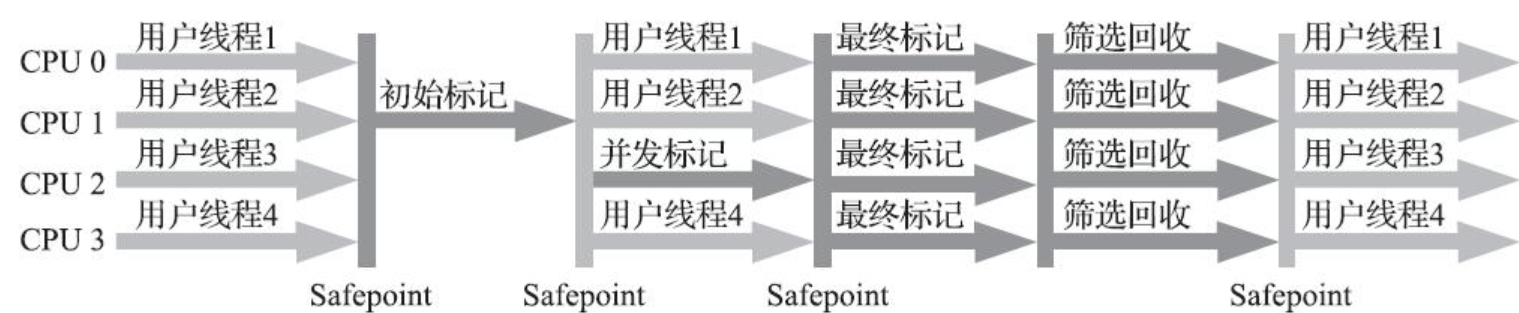 CPU 0 用户线程1 用户线程1 最终标记 筛选回收 用户线程1
CPU 1 用户线程2 初始标记 用户线程2 最终标记 筛选回收 用户线程2
CPU 2 用户线程3 并发标记 最终标记 筛选回收 用户线程3
CPU 3 用户线程4 用户线程4 最终标记 筛选回收 用户线程4
Safepoint Safepoint Safepoint Safepoint